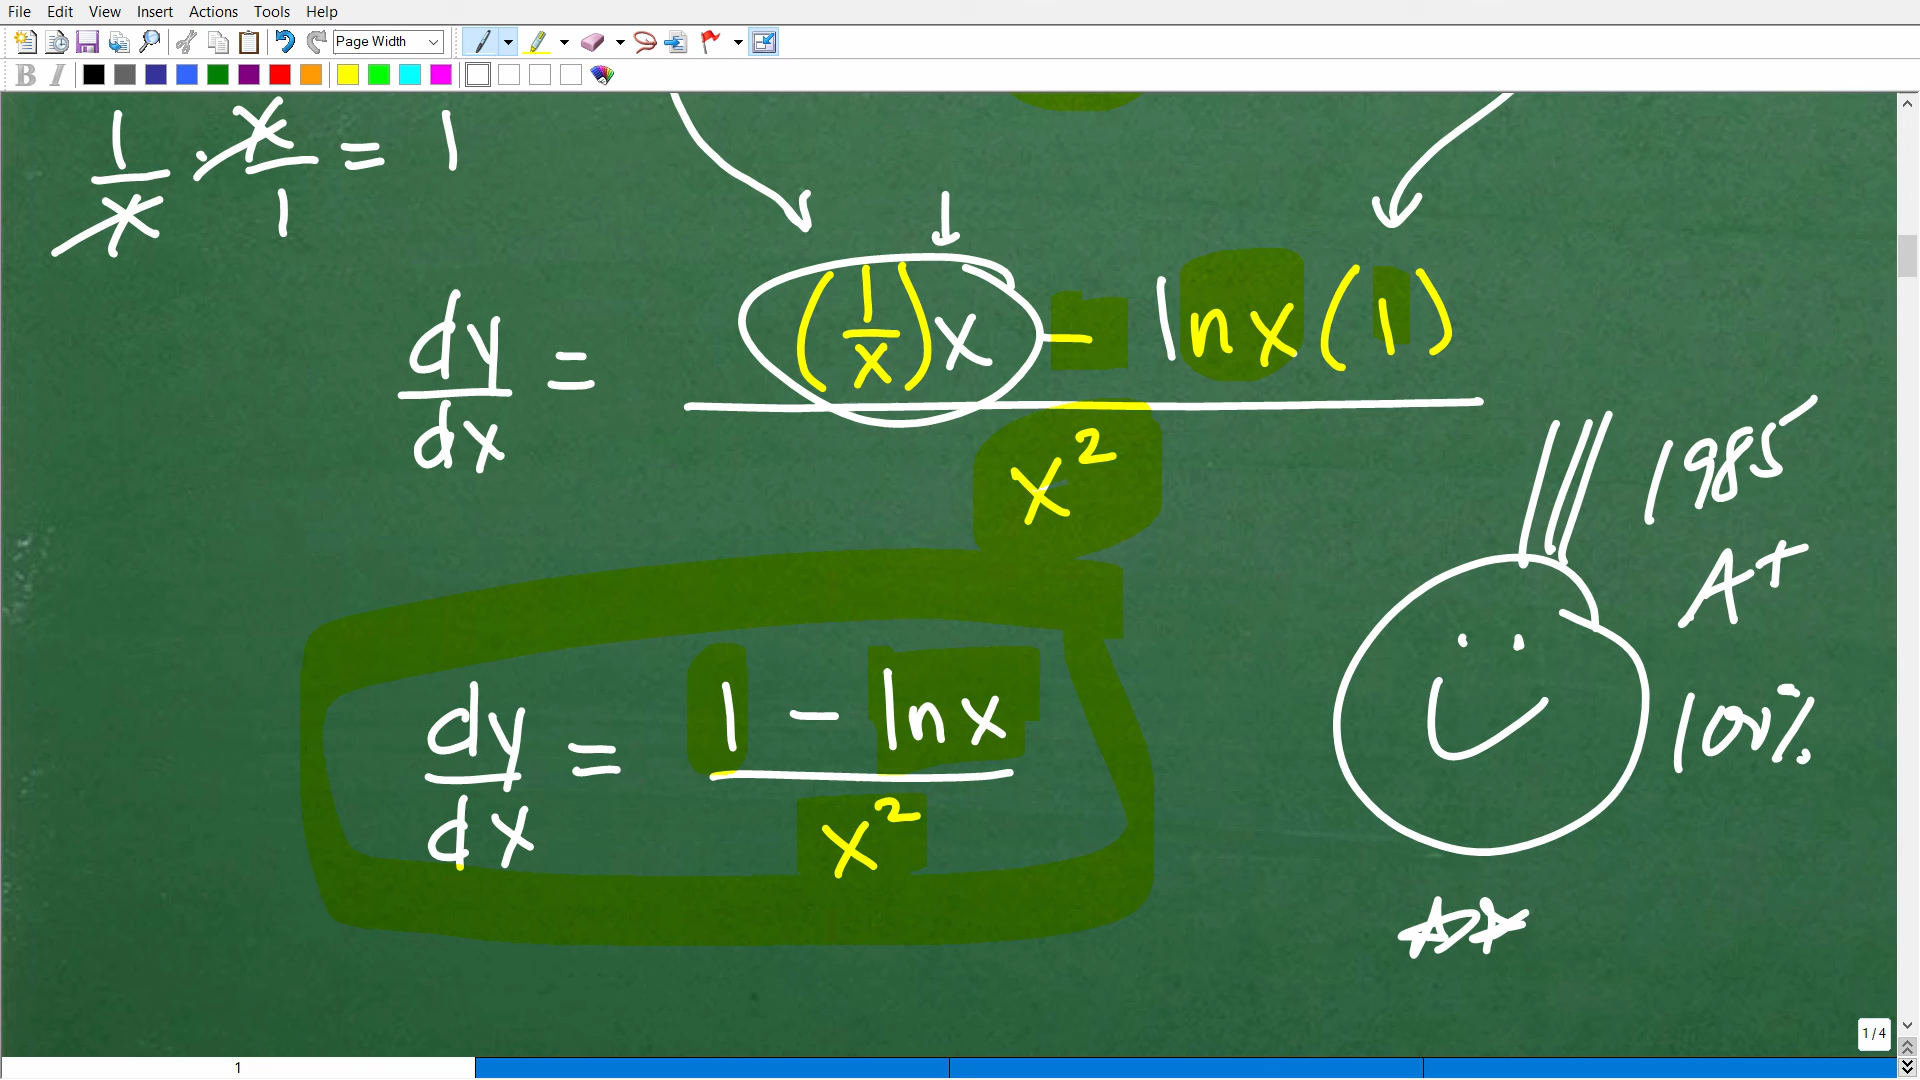 File Edit View Insert Actions Tools Help
Page Width
B I
1/x · x/1 = 1
dy/dx = ((1/x)x - lnx(1))/x²
1985
A+
100%
dy/dx = (1 - lnx)/x²
1/4
1